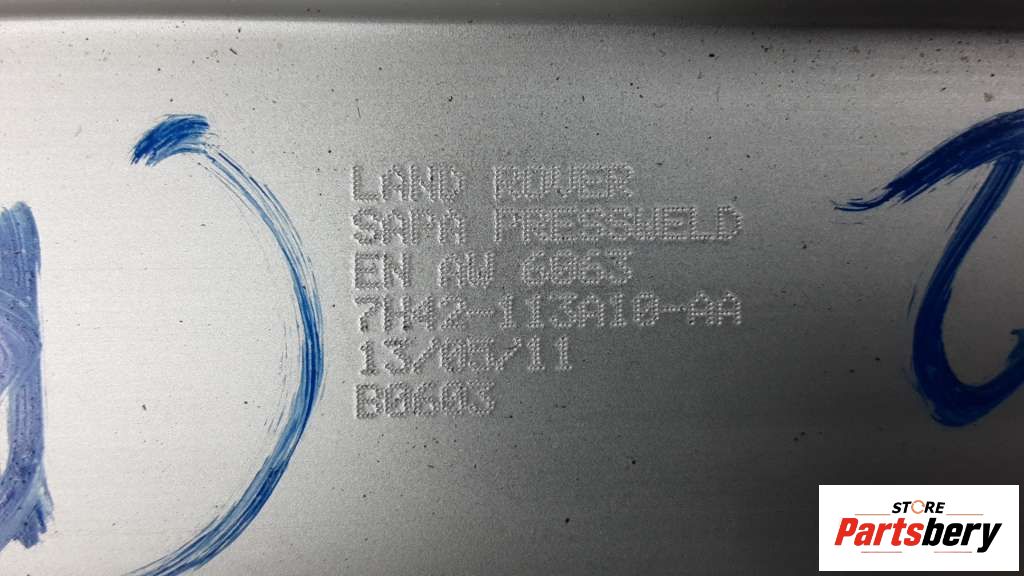 LAND ROVER
SAPA PRESSWELD
EN AW 6063
7H42-113A10-AA
13/05/11
B0603
STORE
Partsbery